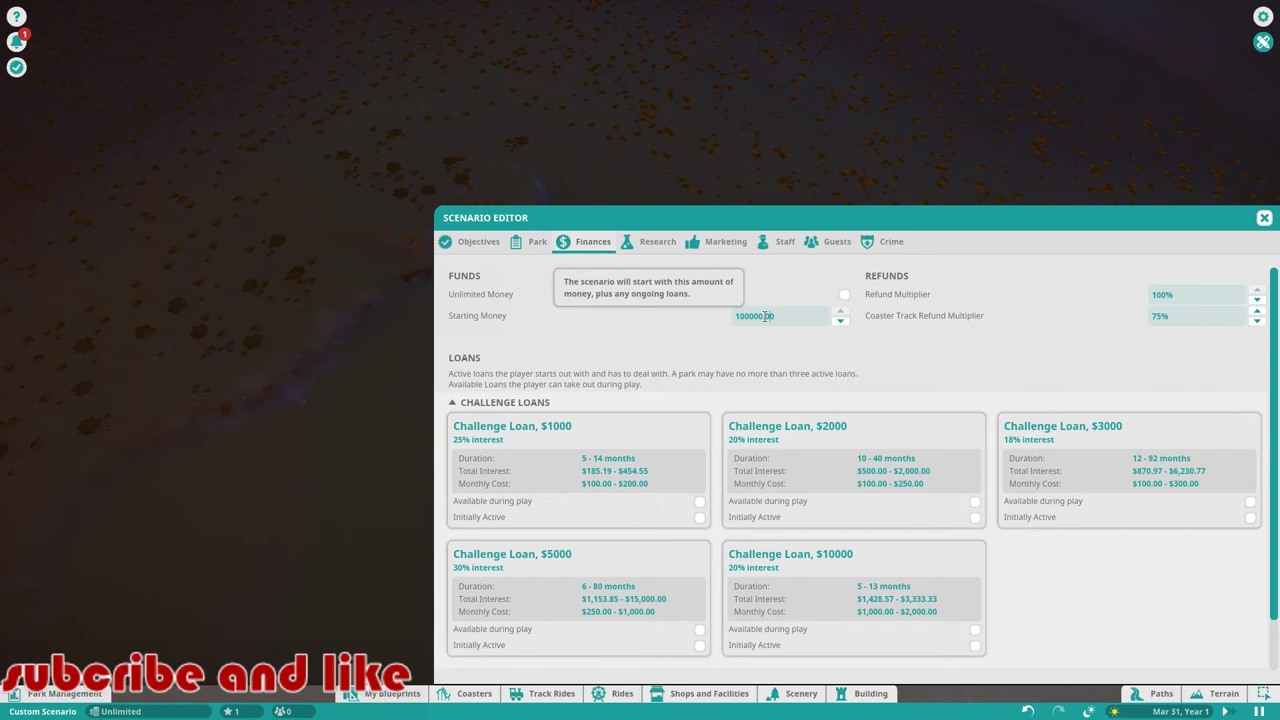 ?
1
SCENARIO EDITOR
Objectives Park Finances Research Marketing Staff Guests Crime
FUNDS
Unlimited Money
The scenario will start with this amount of
money, plus any ongoing loans.
Starting Money 100000.00
REFUNDS
Refund Multiplier 100%
Coaster Track Refund Multiplier 75%
LOANS
Active loans the player starts out with and has to deal with. A park may have no more than three active loans.
Available Loans the player can take out during play.
CHALLENGE LOANS
Challenge Loan, $1000
25% interest
Duration: 5 - 14 months
Total Interest: $185.19 - $454.55
Monthly Cost: $100.00 - $200.00
Available during play
Initially Active
Challenge Loan, $2000
20% interest
Duration: 10 - 40 months
Total Interest: $500.00 - $2,000.00
Monthly Cost: $100.00 - $250.00
Available during play
Initially Active
Challenge Loan, $3000
18% interest
Duration: 12 - 92 months
Total Interest: $870.97 - $6,230.77
Monthly Cost: $100.00 - $300.00
Available during play
Initially Active
Challenge Loan, $5000
30% interest
Duration: 6 - 80 months
Total Interest: $1,153.85 - $15,000.00
Monthly Cost: $250.00 - $1,000.00
Available during play
Initially Active
Challenge Loan, $10000
20% interest
Duration: 5 - 13 months
Total Interest: $1,428.57 - $3,333.33
Monthly Cost: $1,000.00 - $2,000.00
Available during play
Initially Active
subcribe and like
Park Management My blueprints Coasters Track Rides Rides Shops and Facilities Scenery Building Paths Terrain
Custom Scenario Unlimited 1 0 Mar 31, Year 1